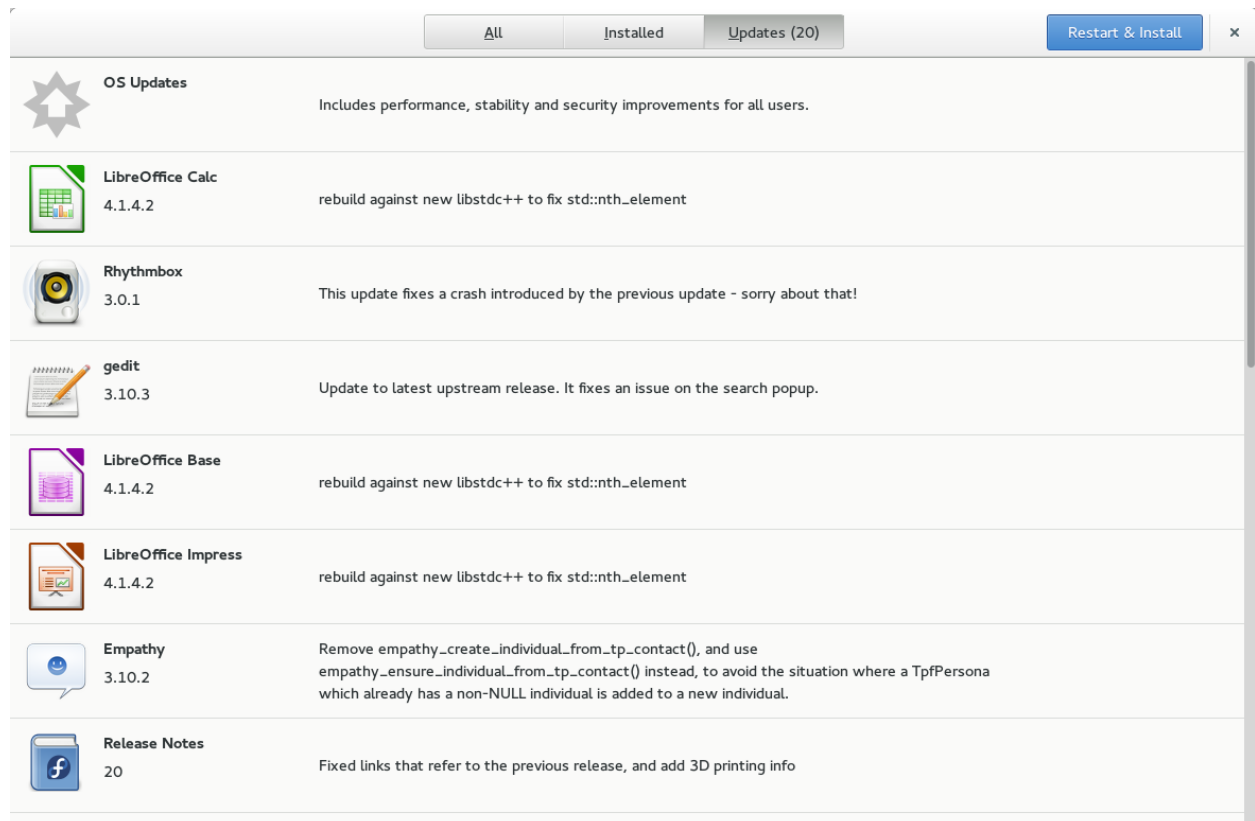 All
Installed
Updates (20)
Restart & Install
×
OS Updates
Includes performance, stability and security improvements for all users.
LibreOffice Calc
4.1.4.2
rebuild against new libstdc++ to fix std::nth_element
Rhythmbox
3.0.1
This update fixes a crash introduced by the previous update - sorry about that!
gedit
3.10.3
Update to latest upstream release. It fixes an issue on the search popup.
LibreOffice Base
4.1.4.2
rebuild against new libstdc++ to fix std::nth_element
LibreOffice Impress
4.1.4.2
rebuild against new libstdc++ to fix std::nth_element
Empathy
3.10.2
Remove empathy_create_individual_from_tp_contact(), and use
empathy_ensure_individual_from_tp_contact() instead, to avoid the situation where a TpfPersona
which already has a non-NULL individual is added to a new individual.
Release Notes
20
Fixed links that refer to the previous release, and add 3D printing info